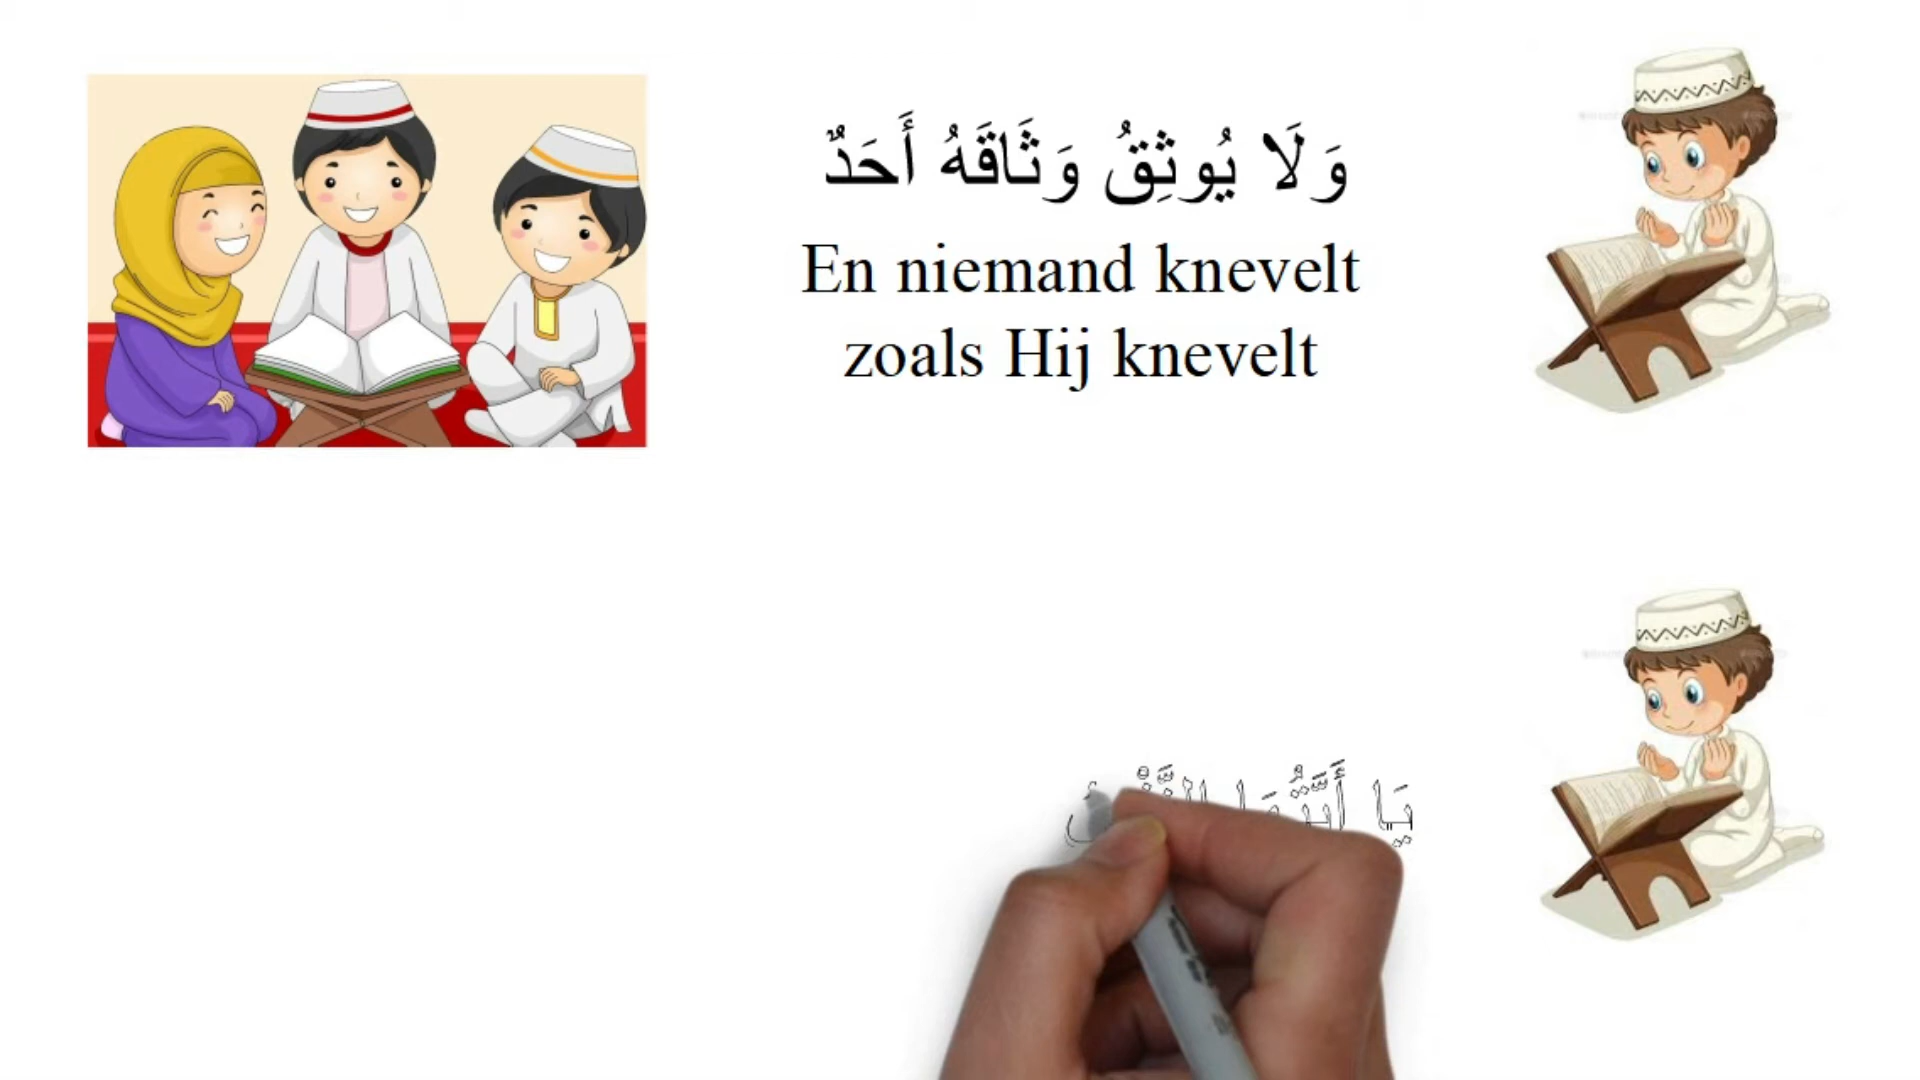 وَلَا يُوثِقُ وَثَاقَهُ أَحَدٌ
En niemand knevelt
zoals Hij knevelt
يَا أَيَّتُهَا